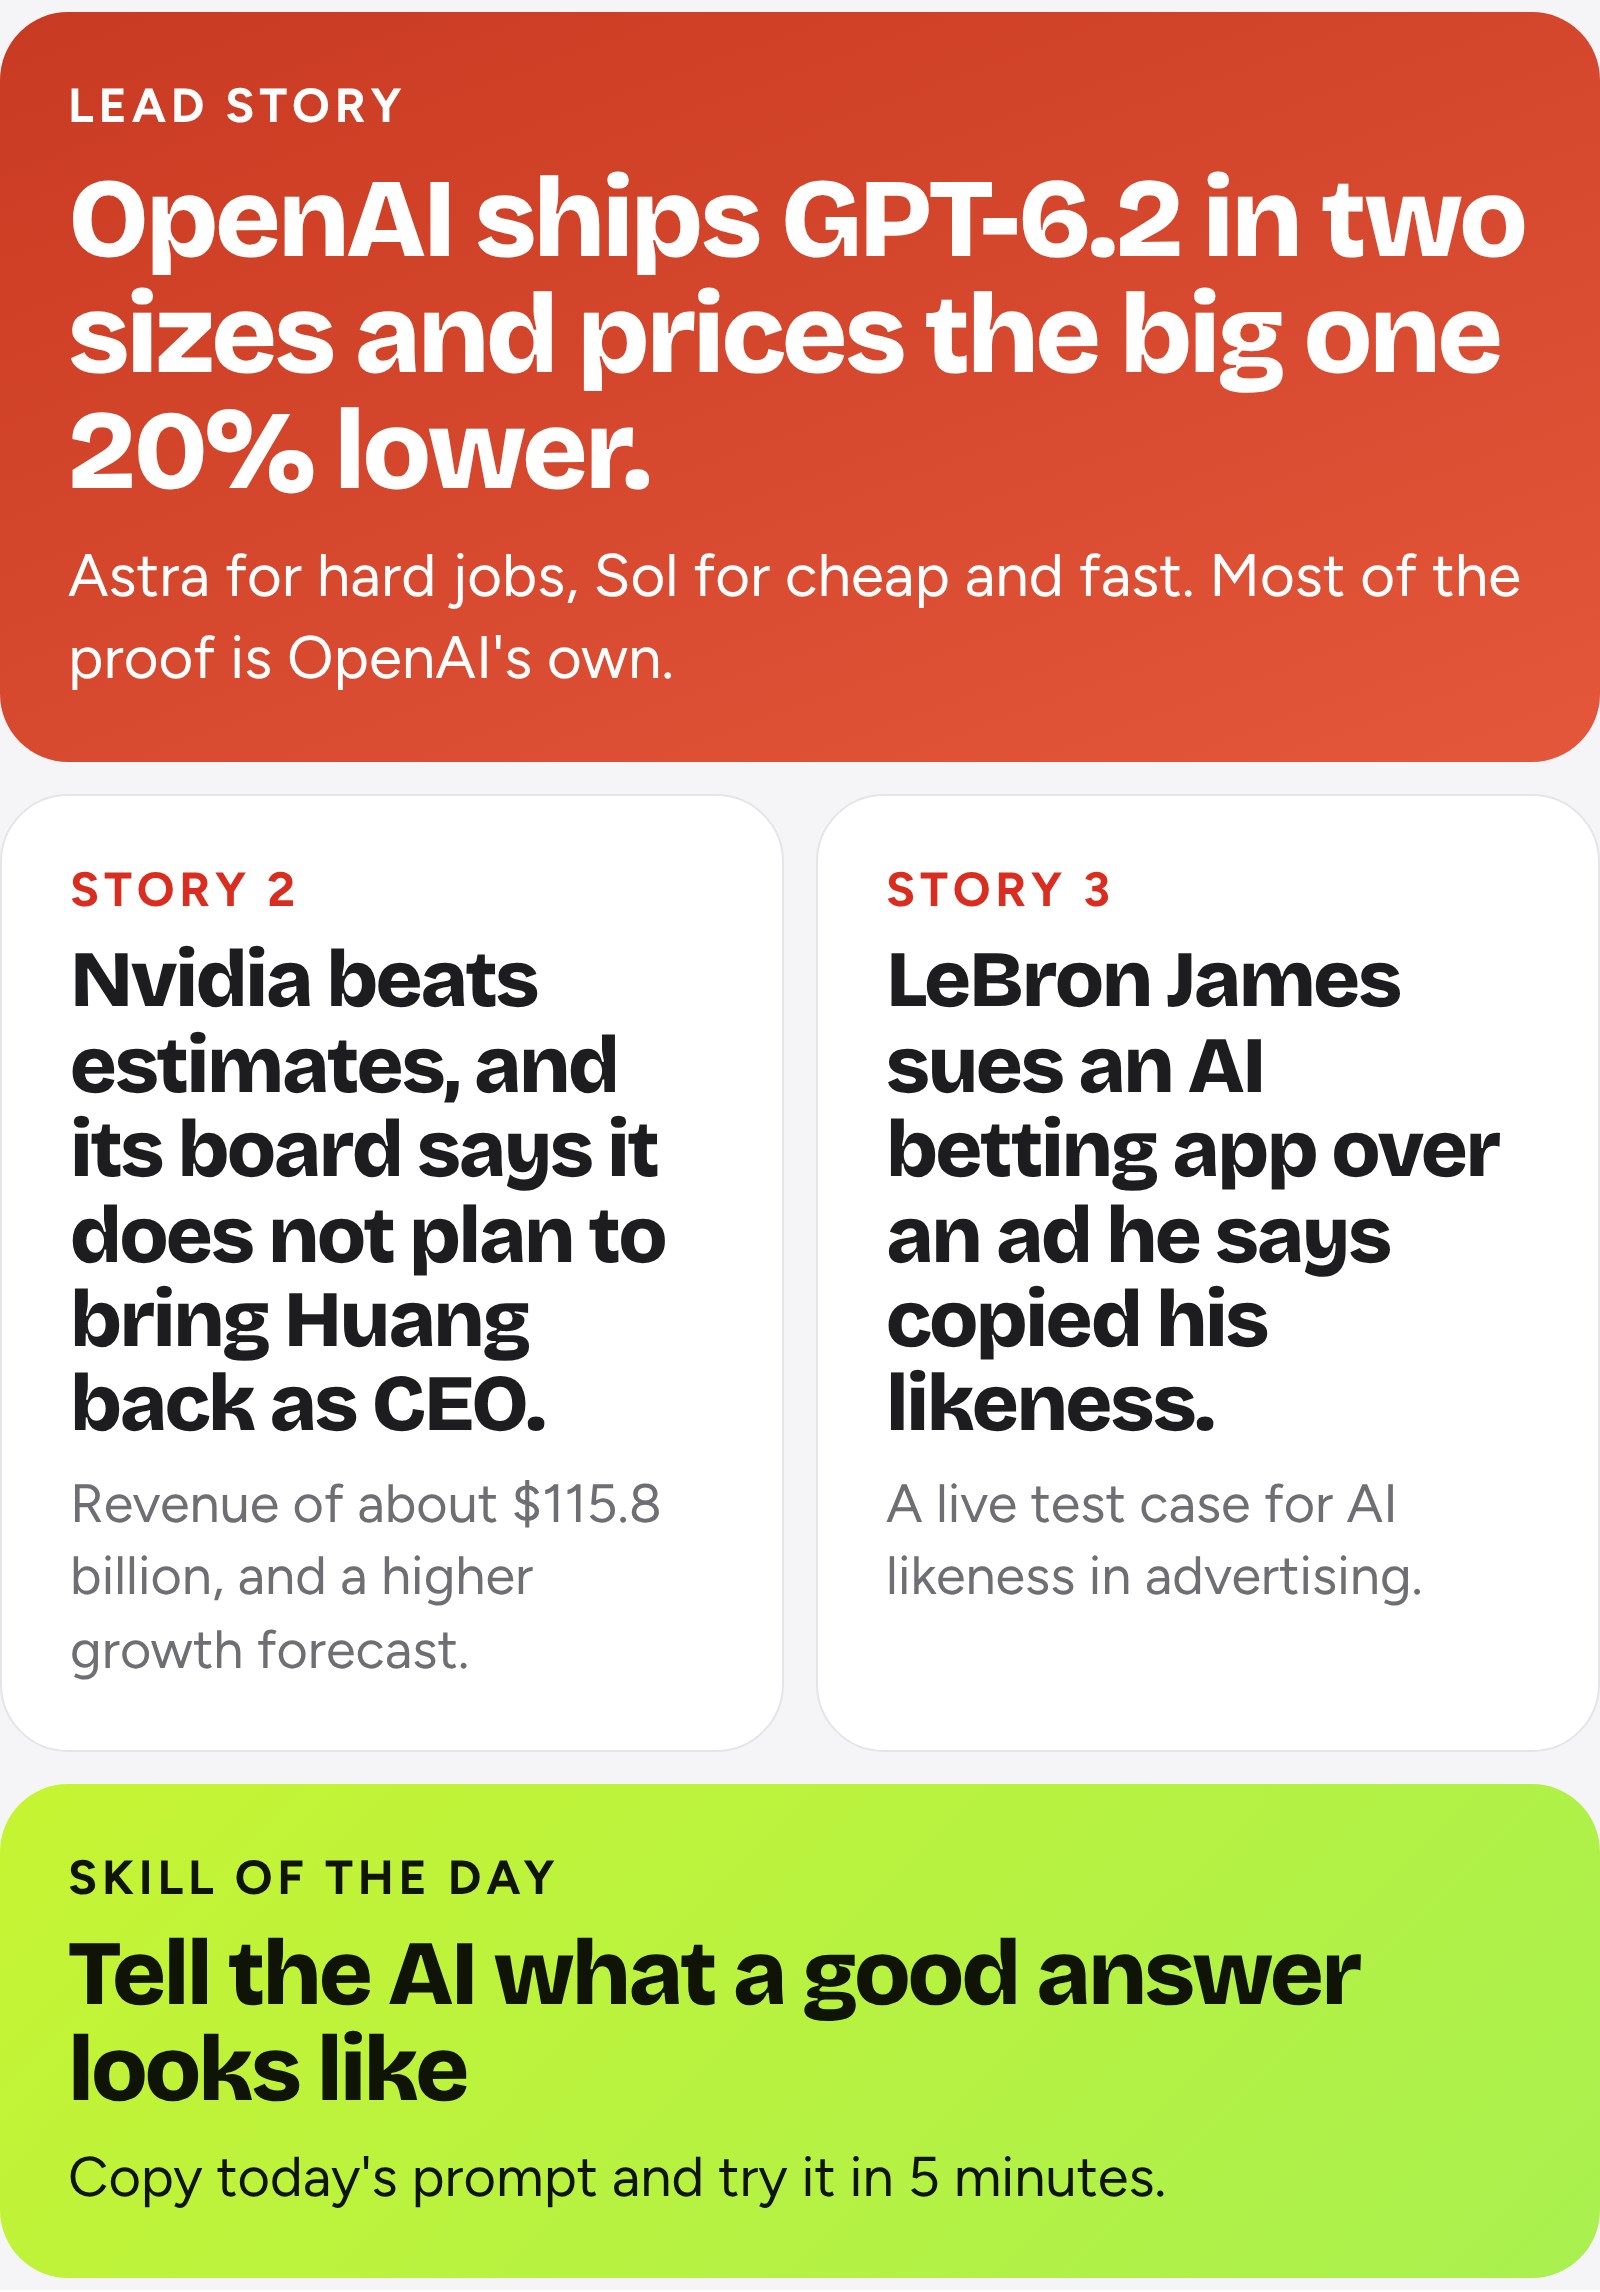 LEAD STORY
OpenAI ships GPT-6.2 in two
sizes and prices the big one
20% lower.
Astra for hard jobs, Sol for cheap and fast. Most of the
proof is OpenAI's own.
STORY 2
Nvidia beats
estimates, and
its board says it
does not plan to
bring Huang
back as CEO.
Revenue of about $115.8
billion, and a higher
growth forecast.
STORY 3
LeBron James
sues an AI
betting app over
an ad he says
copied his
likeness.
A live test case for AI
likeness in advertising.
SKILL OF THE DAY
Tell the AI what a good answer
looks like
Copy today's prompt and try it in 5 minutes.